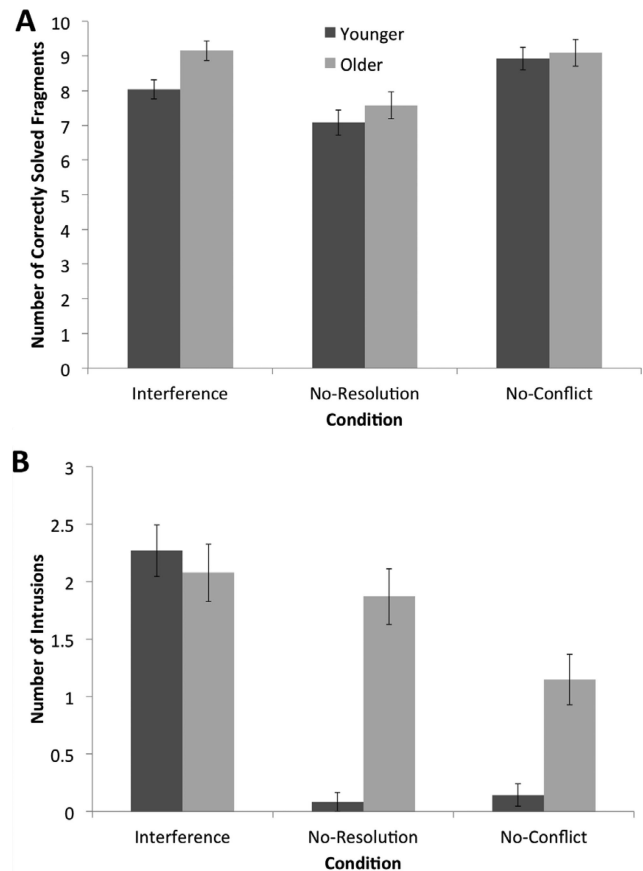 A
Number of Correctly Solved Fragments
10
9
8
7
6
5
4
3
2
1
0
Younger
Older
Interference No-Resolution No-Conflict
Condition
B
Number of Intrusions
3
2.5
2
1.5
1
0.5
0
Interference No-Resolution No-Conflict
Condition